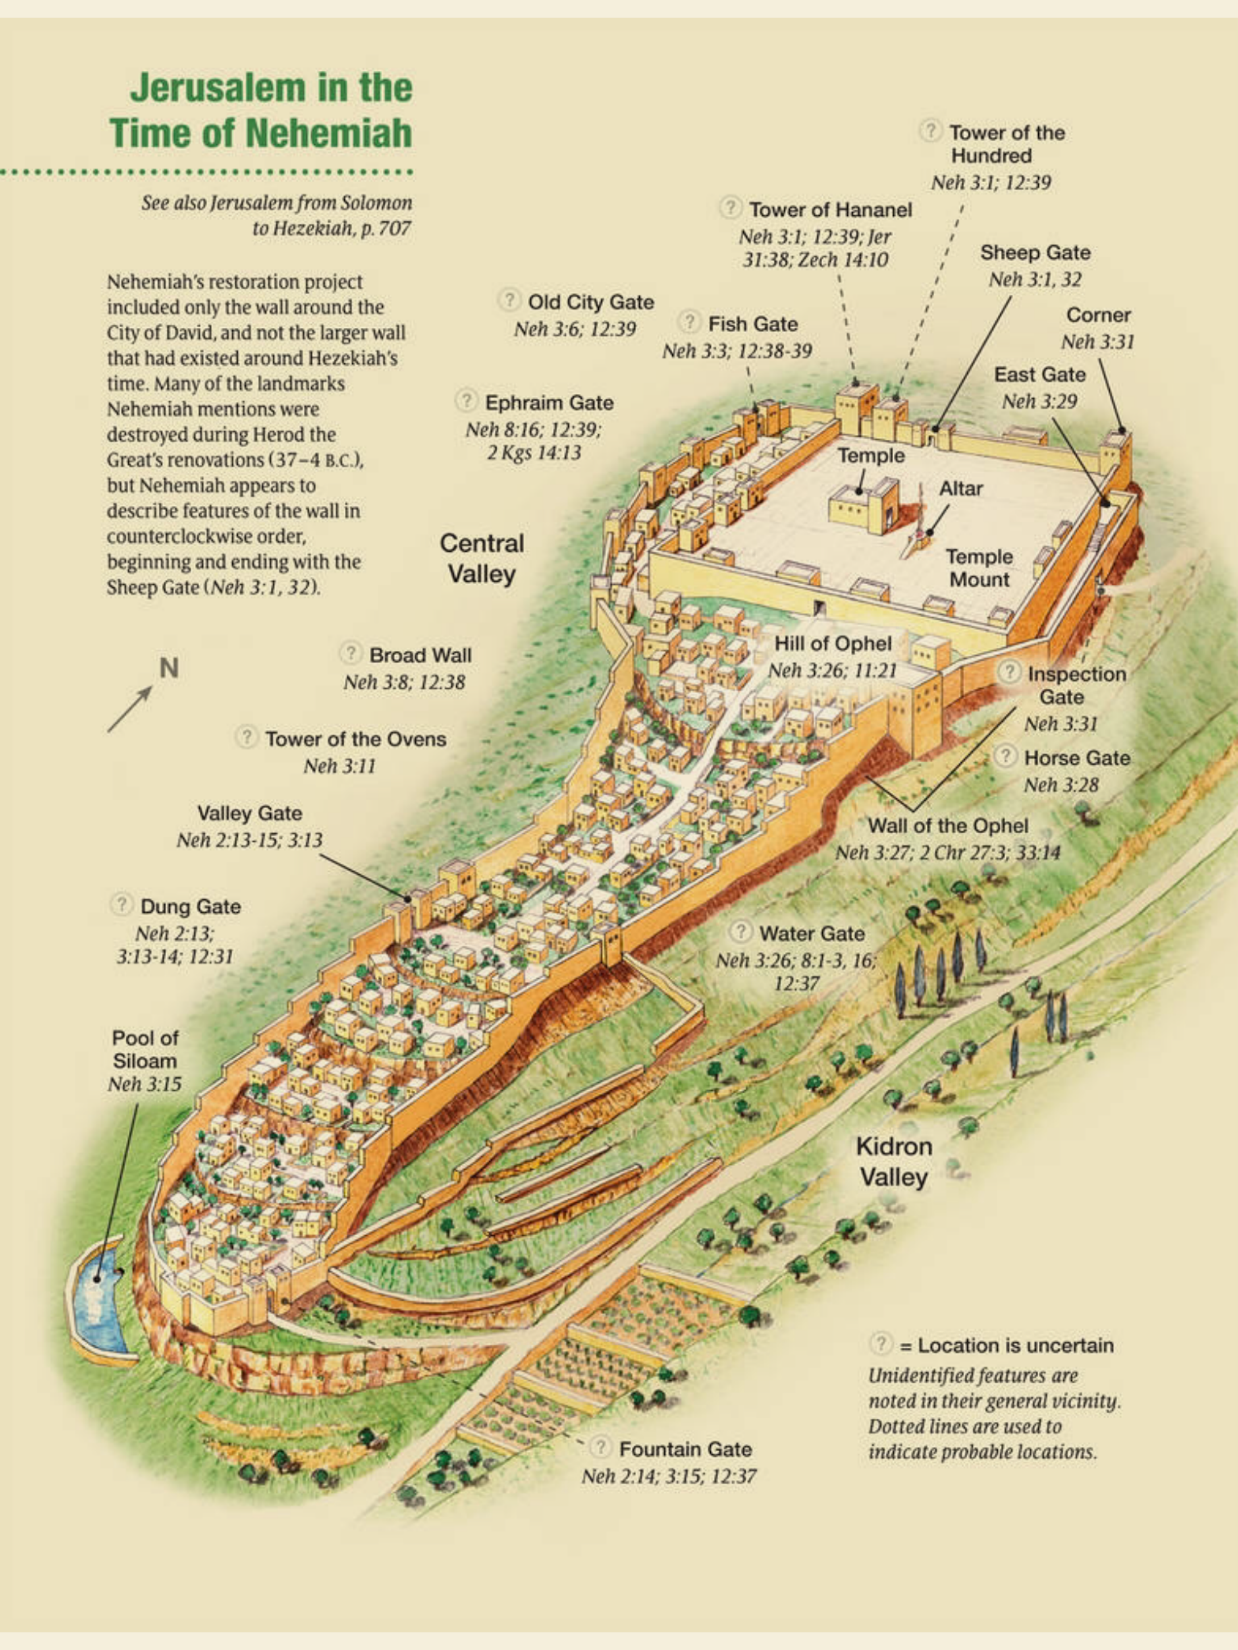 Jerusalem in the
Time of Nehemiah
See also Jerusalem from Solomon
to Hezekiah, p. 707
Nehemiah's restoration project
included only the wall around the
City of David, and not the larger wall
that had existed around Hezekiah's
time. Many of the landmarks
Nehemiah mentions were
destroyed during Herod the
Great's renovations (37–4 B.C.),
but Nehemiah appears to
describe features of the wall in
counterclockwise order,
beginning and ending with the
Sheep Gate (Neh 3:1, 32).
N
? Tower of the
Hundred
Neh 3:1; 12:39
? Tower of Hananel
Neh 3:1; 12:39; Jer
31:38; Zech 14:10
Sheep Gate
Neh 3:1, 32
? Old City Gate
Neh 3:6; 12:39
? Fish Gate
Neh 3:3; 12:38-39
Corner
Neh 3:31
East Gate
Neh 3:29
? Ephraim Gate
Neh 8:16; 12:39;
2 Kgs 14:13
Temple
Altar
Temple
Mount
Central
Valley
Hill of Ophel
Neh 3:26; 11:21
? Broad Wall
Neh 3:8; 12:38
? Inspection
Gate
Neh 3:31
? Tower of the Ovens
Neh 3:11
? Horse Gate
Neh 3:28
Valley Gate
Neh 2:13-15; 3:13
Wall of the Ophel
Neh 3:27; 2 Chr 27:3; 33:14
? Dung Gate
Neh 2:13;
3:13-14; 12:31
? Water Gate
Neh 3:26; 8:1-3, 16;
12:37
Pool of
Siloam
Neh 3:15
Kidron
Valley
? = Location is uncertain
Unidentified features are
noted in their general vicinity.
Dotted lines are used to
indicate probable locations.
? Fountain Gate
Neh 2:14; 3:15; 12:37